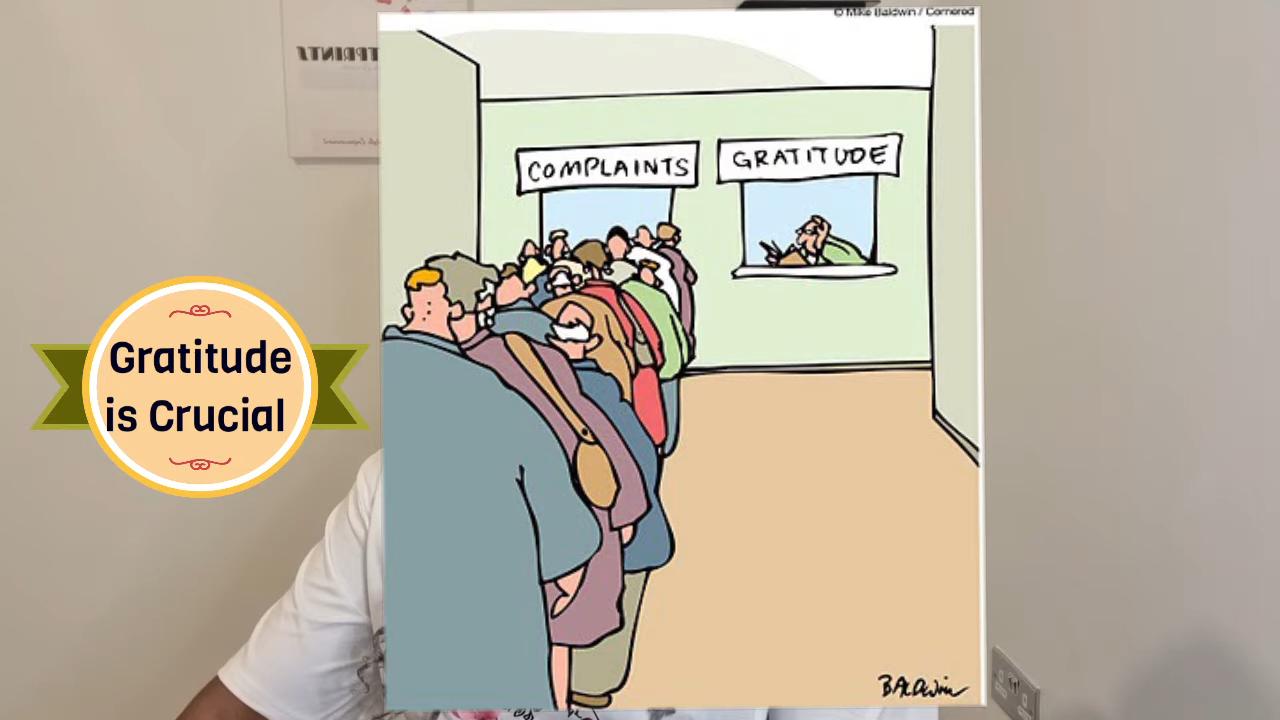 © Mike Baldwin / Cornered
COMPLAINTS
GRATITUDE
Gratitude
is Crucial
BALDWIN